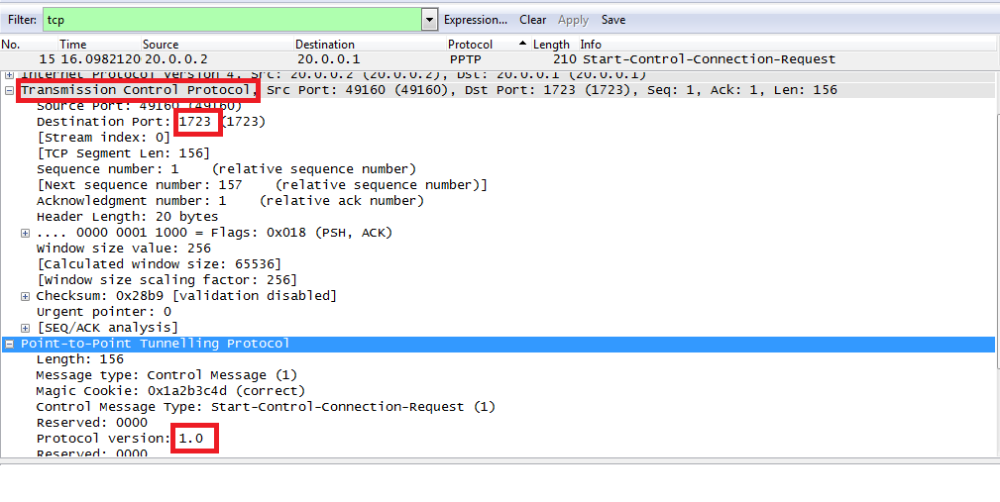 Filter: tcp Expression... Clear Apply Save
No. Time Source Destination Protocol Length Info
15 16.0982120 20.0.0.2 20.0.0.1 PPTP 210 Start-Control-Connection-Request
Internet Protocol Version 4, Src: 20.0.0.2 (20.0.0.2), Dst: 20.0.0.1 (20.0.0.1)
Transmission Control Protocol, Src Port: 49160 (49160), Dst Port: 1723 (1723), Seq: 1, Ack: 1, Len: 156
Source Port: 49160 (49160)
Destination Port: 1723 (1723)
[Stream index: 0]
[TCP Segment Len: 156]
Sequence number: 1 (relative sequence number)
[Next sequence number: 157 (relative sequence number)]
Acknowledgment number: 1 (relative ack number)
Header Length: 20 bytes
.... 0000 0001 1000 = Flags: 0x018 (PSH, ACK)
Window size value: 256
[Calculated window size: 65536]
[Window size scaling factor: 256]
Checksum: 0x28b9 [validation disabled]
Urgent pointer: 0
[SEQ/ACK analysis]
Point-to-Point Tunnelling Protocol
Length: 156
Message type: Control Message (1)
Magic Cookie: 0x1a2b3c4d (correct)
Control Message Type: Start-Control-Connection-Request (1)
Reserved: 0000
Protocol version: 1.0
Reserved: 0000